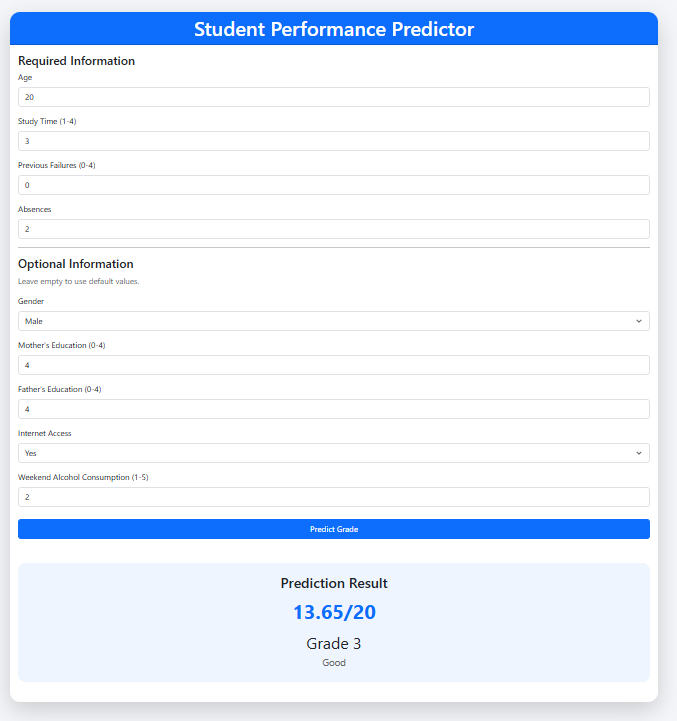 Student Performance Predictor
Required Information
Age
20
Study Time (1-4)
3
Previous Failures (0-4)
0
Absences
2
Optional Information
Leave empty to use default values.
Gender
Male
Mother's Education (0-4)
4
Father's Education (0-4)
4
Internet Access
Yes
Weekend Alcohol Consumption (1-5)
2
Predict Grade
Prediction Result
13.65/20
Grade 3
Good